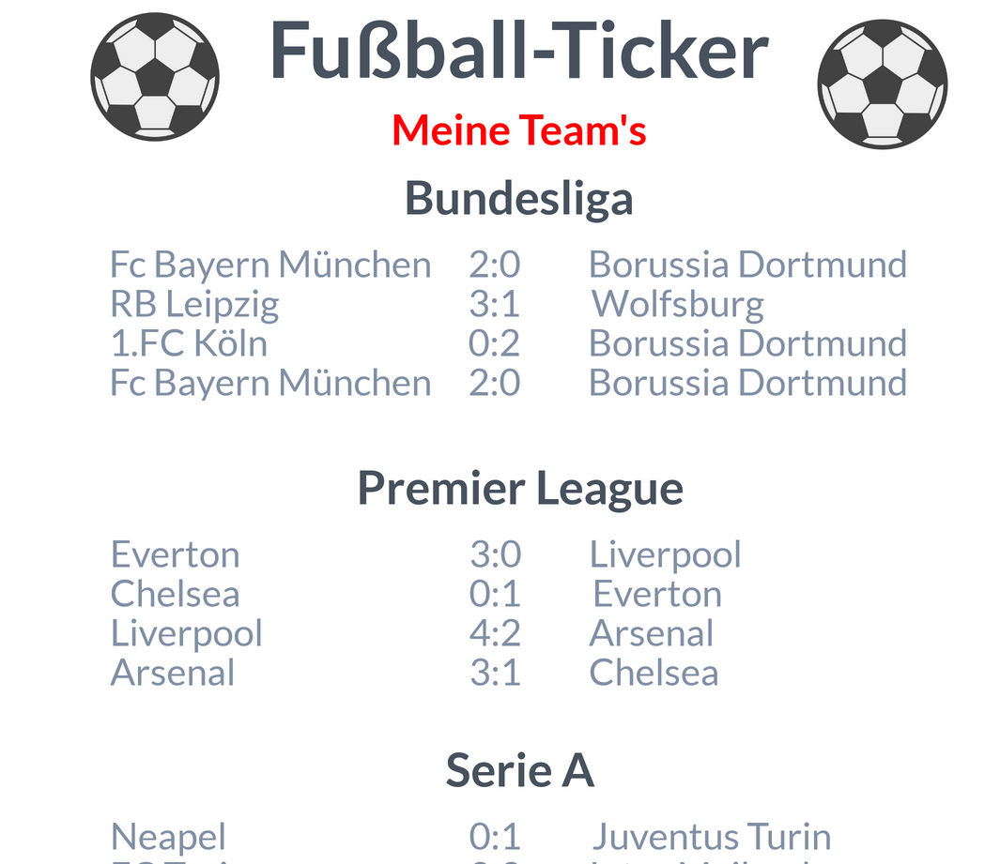 Fußball-Ticker
Meine Team's
Bundesliga
Fc Bayern München 2:0 Borussia Dortmund
RB Leipzig 3:1 Wolfsburg
1.FC Köln 0:2 Borussia Dortmund
Fc Bayern München 2:0 Borussia Dortmund
Premier League
Everton 3:0 Liverpool
Chelsea 0:1 Everton
Liverpool 4:2 Arsenal
Arsenal 3:1 Chelsea
Serie A
Neapel 0:1 Juventus Turin